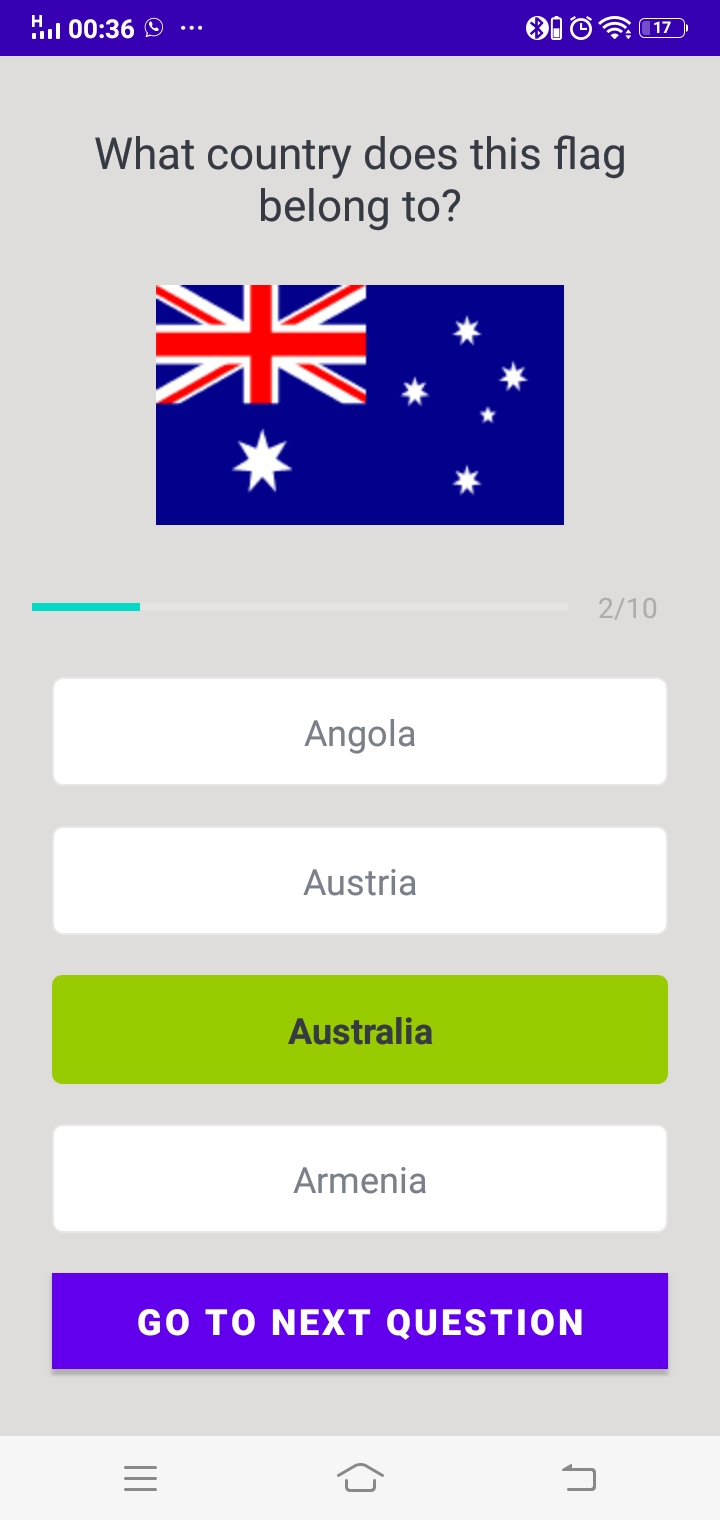 H 00:36 ... 17
What country does this flag
belong to?
2/10
Angola
Austria
Australia
Armenia
GO TO NEXT QUESTION